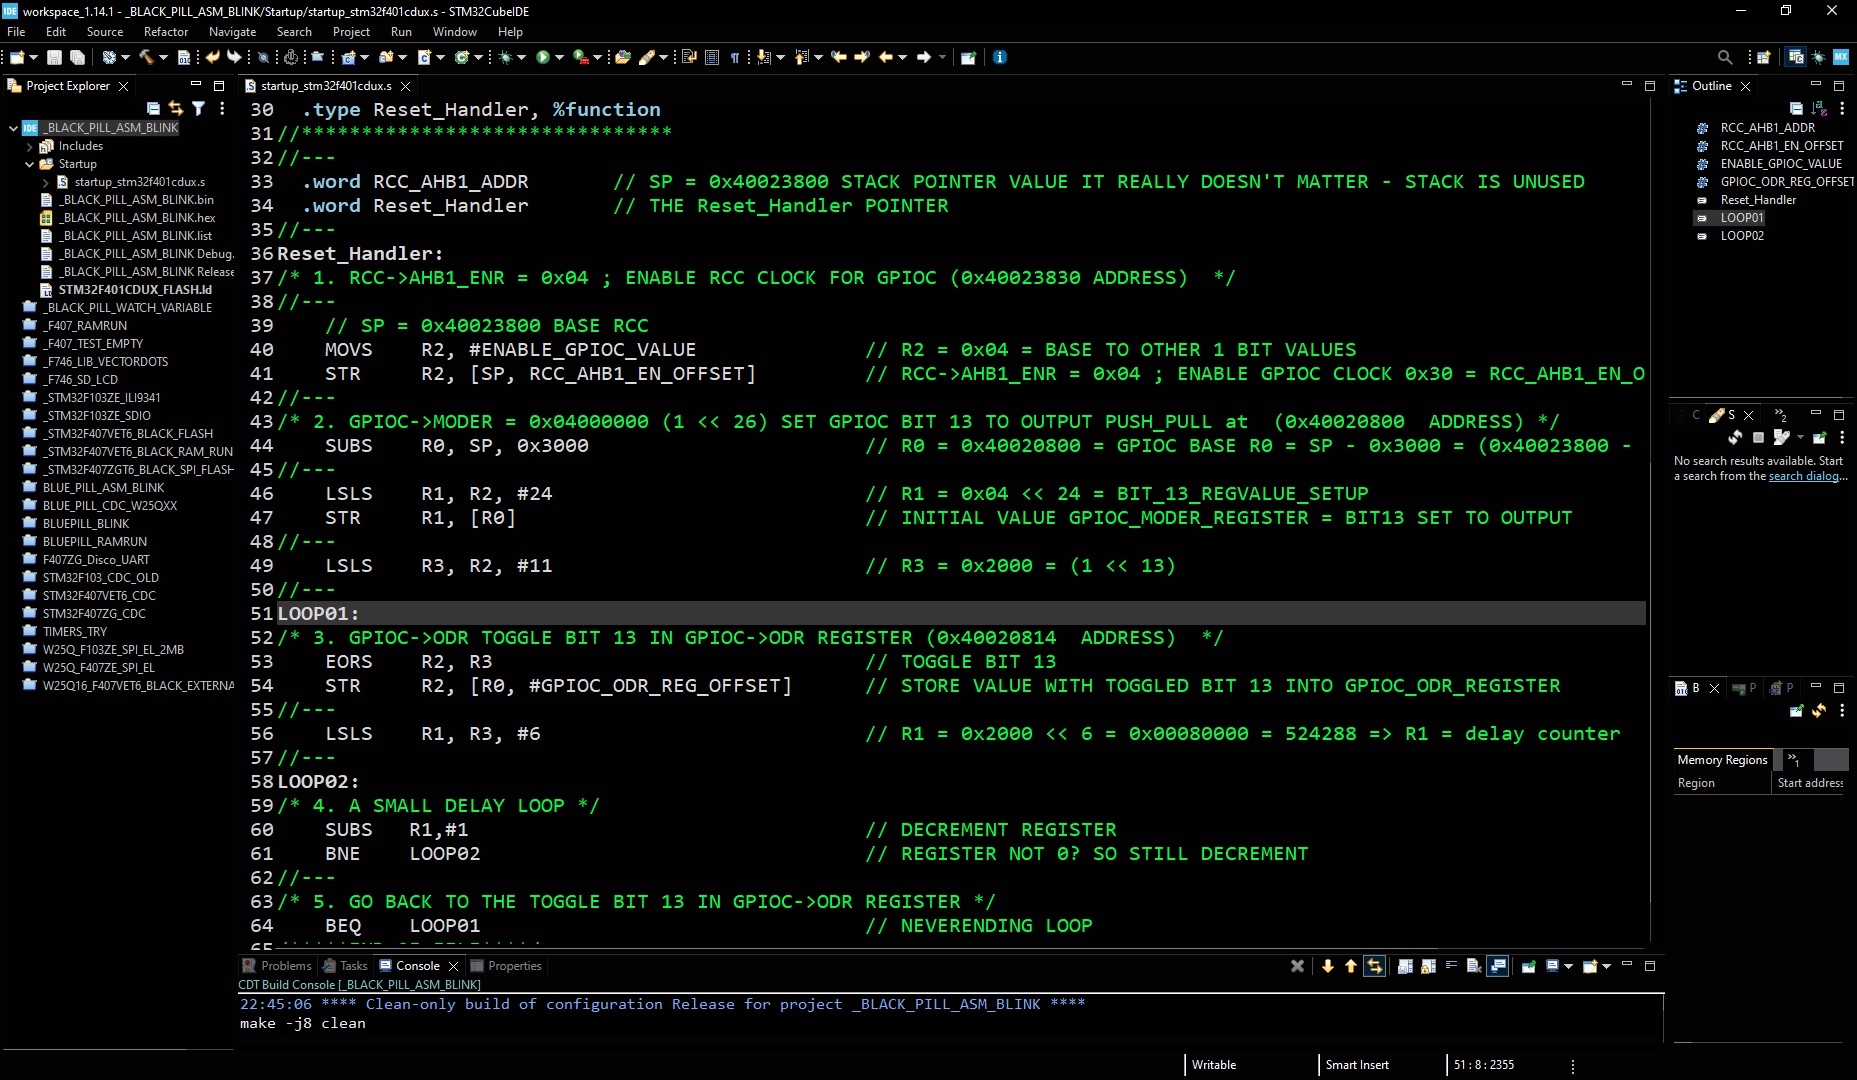 IDE workspace_1.14.1 - _BLACK_PILL_ASM_BLINK/Startup/startup_stm32f401cdux.s - STM32CubeIDE
File Edit Source Refactor Navigate Search Project Run Window Help
MX
Project Explorer
IDE _BLACK_PILL_ASM_BLINK
Includes
Startup
startup_stm32f401cdux.s
_BLACK_PILL_ASM_BLINK.bin
_BLACK_PILL_ASM_BLINK.hex
_BLACK_PILL_ASM_BLINK.list
_BLACK_PILL_ASM_BLINK Debug.
_BLACK_PILL_ASM_BLINK Release
STM32F401CDUX_FLASH.ld
_BLACK_PILL_WATCH_VARIABLE
_F407_RAMRUN
_F407_TEST_EMPTY
_F746_LIB_VECTORDOTS
_F746_SD_LCD
_STM32F103ZE_ILI9341
_STM32F103ZE_SDIO
_STM32F407VET6_BLACK_FLASH
_STM32F407VET6_BLACK_RAM_RUN
_STM32F407ZGT6_BLACK_SPI_FLASH
BLUE_PILL_ASM_BLINK
BLUE_PILL_CDC_W25QXX
BLUEPILL_BLINK
BLUEPILL_RAMRUN
F407ZG_Disco_UART
STM32F103_CDC_OLD
STM32F407VET6_CDC
STM32F407ZG_CDC
TIMERS_TRY
W25Q_F103ZE_SPI_EL_2MB
W25Q_F407ZE_SPI_EL
W25Q16_F407VET6_BLACK_EXTERNA
startup_stm32f401cdux.s
30   .type Reset_Handler, %function
31 //*******************************
32 //---
33   .word RCC_AHB1_ADDR       // SP = 0x40023800 STACK POINTER VALUE IT REALLY DOESN'T MATTER - STACK IS UNUSED
34   .word Reset_Handler       // THE Reset_Handler POINTER
35 //---
36 Reset_Handler:
37 /* 1. RCC->AHB1_ENR = 0x04 ; ENABLE RCC CLOCK FOR GPIOC (0x40023830 ADDRESS)  */
38 //---
39     // SP = 0x40023800 BASE RCC
40     MOVS    R2, #ENABLE_GPIOC_VALUE              // R2 = 0x04 = BASE TO OTHER 1 BIT VALUES
41     STR     R2, [SP, RCC_AHB1_EN_OFFSET]         // RCC->AHB1_ENR = 0x04 ; ENABLE GPIOC CLOCK 0x30 = RCC_AHB1_EN_O
42 //---
43 /* 2. GPIOC->MODER = 0x04000000 (1 << 26) SET GPIOC BIT 13 TO OUTPUT PUSH_PULL at  (0x40020800  ADDRESS) */
44     SUBS    R0, SP, 0x3000                       // R0 = 0x40020800 = GPIOC BASE R0 = SP - 0x3000 = (0x40023800 -
45 //---
46     LSLS    R1, R2, #24                          // R1 = 0x04 << 24 = BIT_13_REGVALUE_SETUP
47     STR     R1, [R0]                             // INITIAL VALUE GPIOC_MODER_REGISTER = BIT13 SET TO OUTPUT
48 //---
49     LSLS    R3, R2, #11                          // R3 = 0x2000 = (1 << 13)
50 //---
51 LOOP01:
52 /* 3. GPIOC->ODR TOGGLE BIT 13 IN GPIOC->ODR REGISTER (0x40020814  ADDRESS)  */
53     EORS    R2, R3                               // TOGGLE BIT 13
54     STR     R2, [R0, #GPIOC_ODR_REG_OFFSET]      // STORE VALUE WITH TOGGLED BIT 13 INTO GPIOC_ODR_REGISTER
55 //---
56     LSLS    R1, R3, #6                           // R1 = 0x2000 << 6 = 0x00080000 = 524288 => R1 = delay counter
57 //---
58 LOOP02:
59 /* 4. A SMALL DELAY LOOP */
60     SUBS   R1,#1                                 // DECREMENT REGISTER
61     BNE    LOOP02                                // REGISTER NOT 0? SO STILL DECREMENT
62 //---
63 /* 5. GO BACK TO THE TOGGLE BIT 13 IN GPIOC->ODR REGISTER */
64     BEQ    LOOP01                                // NEVERENDING LOOP
Problems Tasks Console Properties
CDT Build Console [_BLACK_PILL_ASM_BLINK]
22:45:06 **** Clean-only build of configuration Release for project _BLACK_PILL_ASM_BLINK ****
make -j8 clean
Outline
RCC_AHB1_ADDR
RCC_AHB1_EN_OFFSET
ENABLE_GPIOC_VALUE
GPIOC_ODR_REG_OFFSET
Reset_Handler
LOOP01
LOOP02
C S 2
No search results available. Start
a search from the search dialog...
B P P
Memory Regions 1
Region Start address
Writable Smart Insert 51 : 8 : 2355